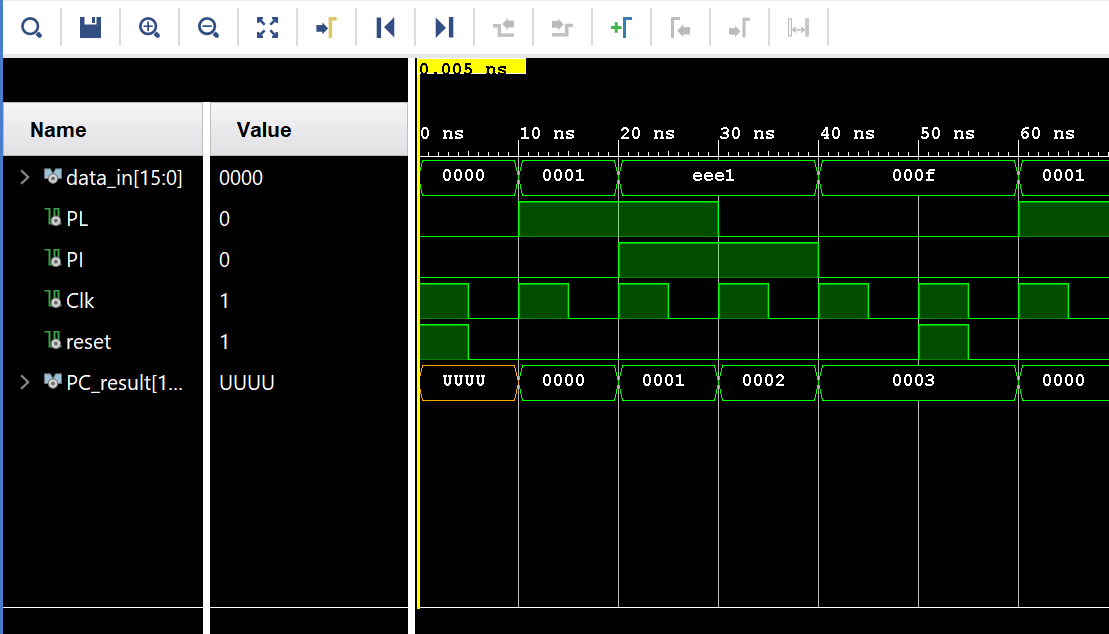 0.005 ns
Name Value
0 ns 10 ns 20 ns 30 ns 40 ns 50 ns 60 ns
data_in[15:0] 0000 0000 0001 eee1 000f 0001
PL 0
PI 0
Clk 1
reset 1
PC_result[1... UUUU UUUU 0000 0001 0002 0003 0000